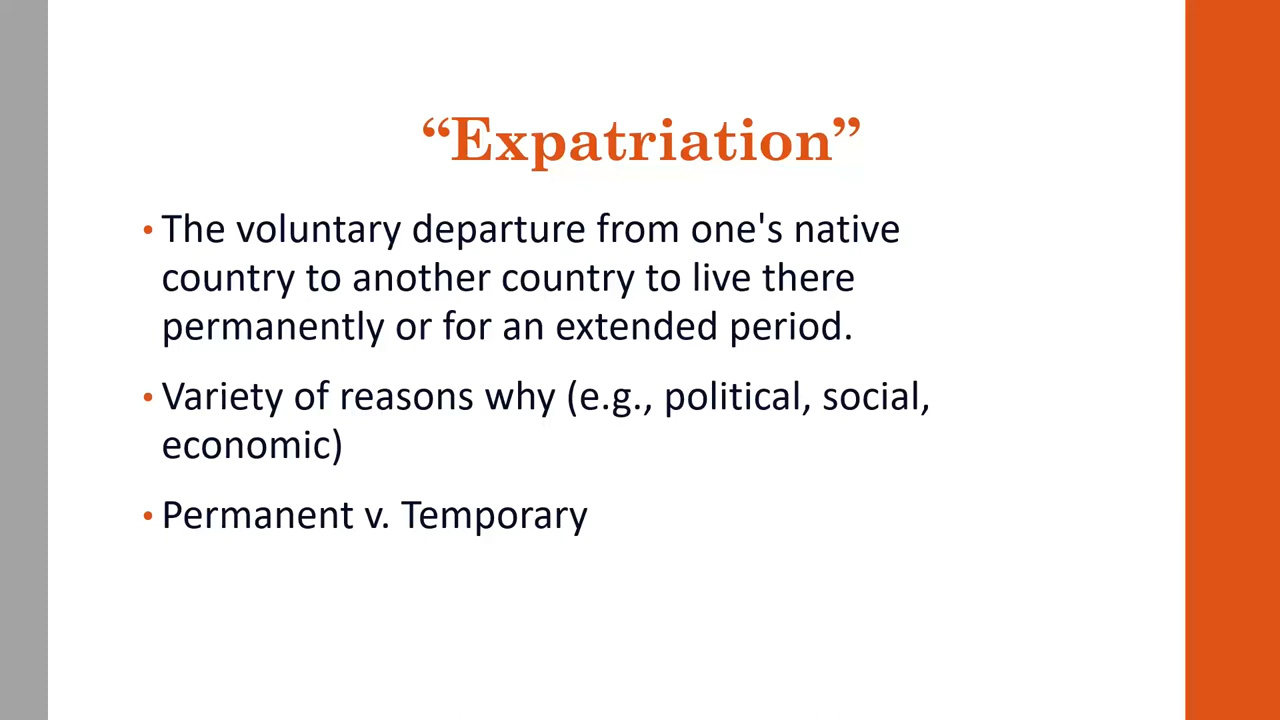 “Expatriation”
• The voluntary departure from one's native
country to another country to live there
permanently or for an extended period.
• Variety of reasons why (e.g., political, social,
economic)
• Permanent v. Temporary